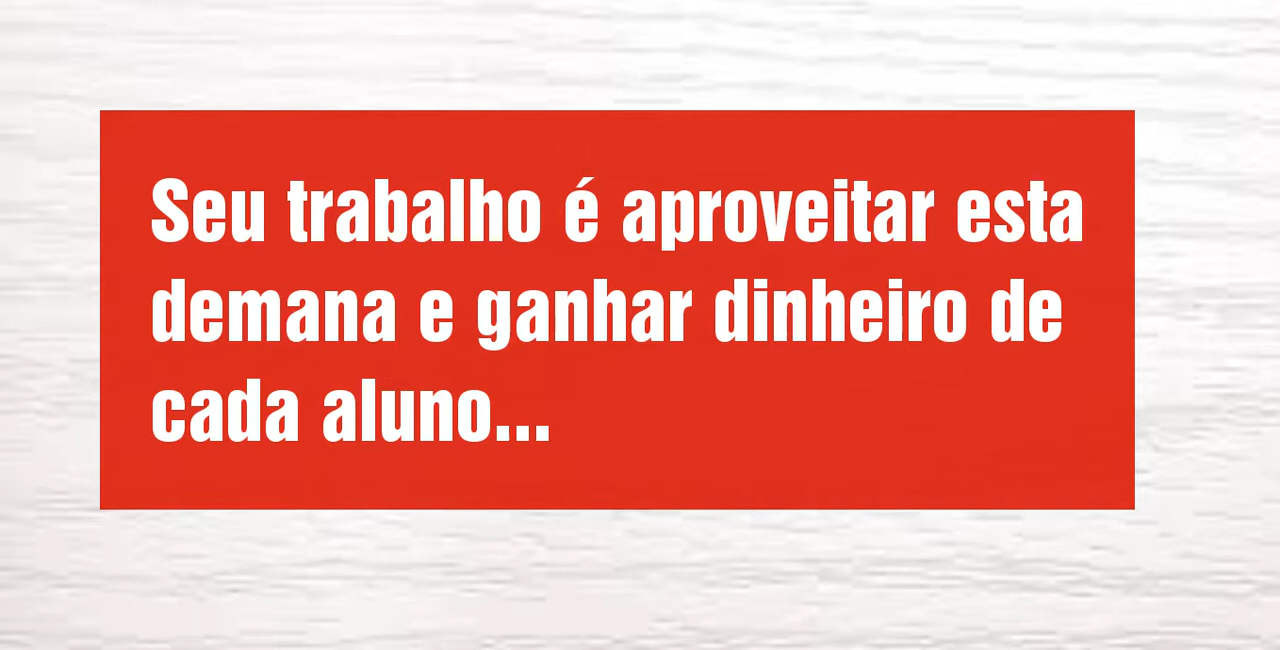 Seu trabalho é aproveitar esta
demana e ganhar dinheiro de
cada aluno...